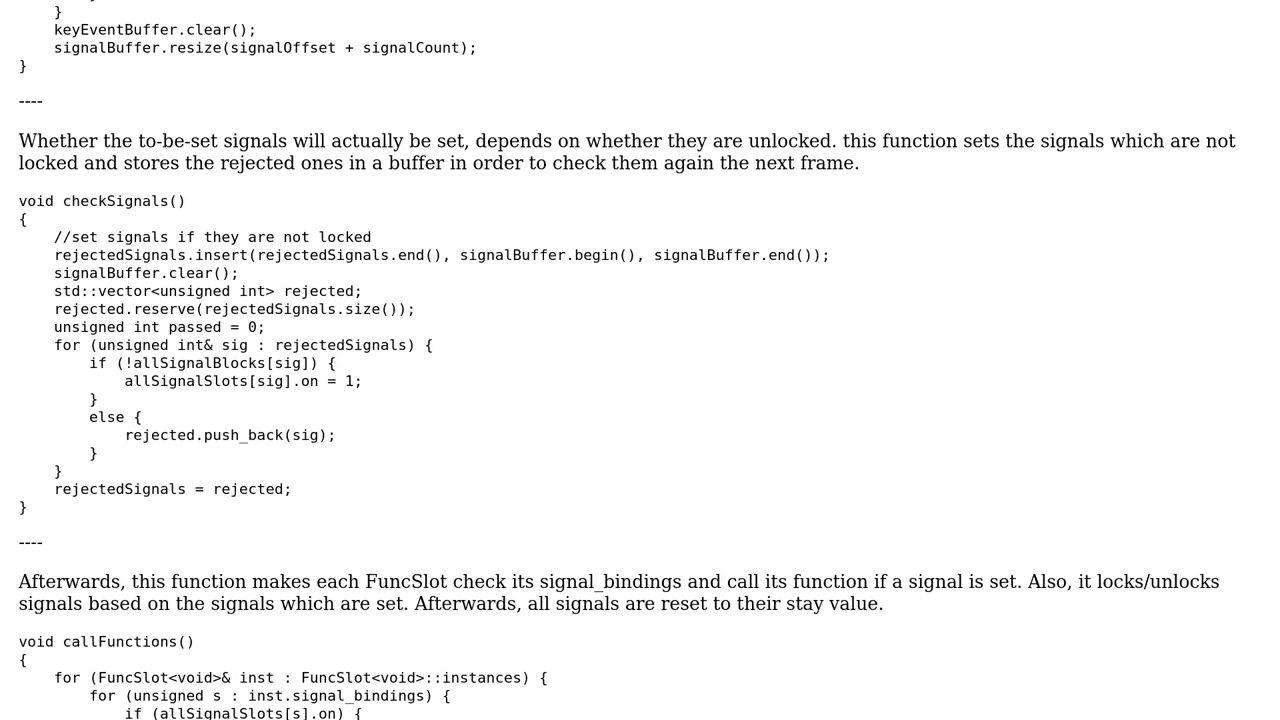 }
    keyEventBuffer.clear();
    signalBuffer.resize(signalOffset + signalCount);
}
----
Whether the to-be-set signals will actually be set, depends on whether they are unlocked. this function sets the signals which are not
locked and stores the rejected ones in a buffer in order to check them again the next frame.
void checkSignals()
{
    //set signals if they are not locked
    rejectedSignals.insert(rejectedSignals.end(), signalBuffer.begin(), signalBuffer.end());
    signalBuffer.clear();
    std::vector<unsigned int> rejected;
    rejected.reserve(rejectedSignals.size());
    unsigned int passed = 0;
    for (unsigned int& sig : rejectedSignals) {
        if (!allSignalBlocks[sig]) {
            allSignalSlots[sig].on = 1;
        }
        else {
            rejected.push_back(sig);
        }
    }
    rejectedSignals = rejected;
}
----
Afterwards, this function makes each FuncSlot check its signal_bindings and call its function if a signal is set. Also, it locks/unlocks
signals based on the signals which are set. Afterwards, all signals are reset to their stay value.
void callFunctions()
{
    for (FuncSlot<void>& inst : FuncSlot<void>::instances) {
        for (unsigned s : inst.signal_bindings) {
            if (allSignalSlots[s].on) {